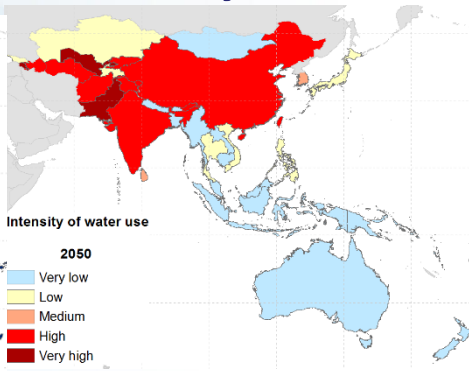 Intensity of water use
2050
Very low
Low
Medium
High
Very high